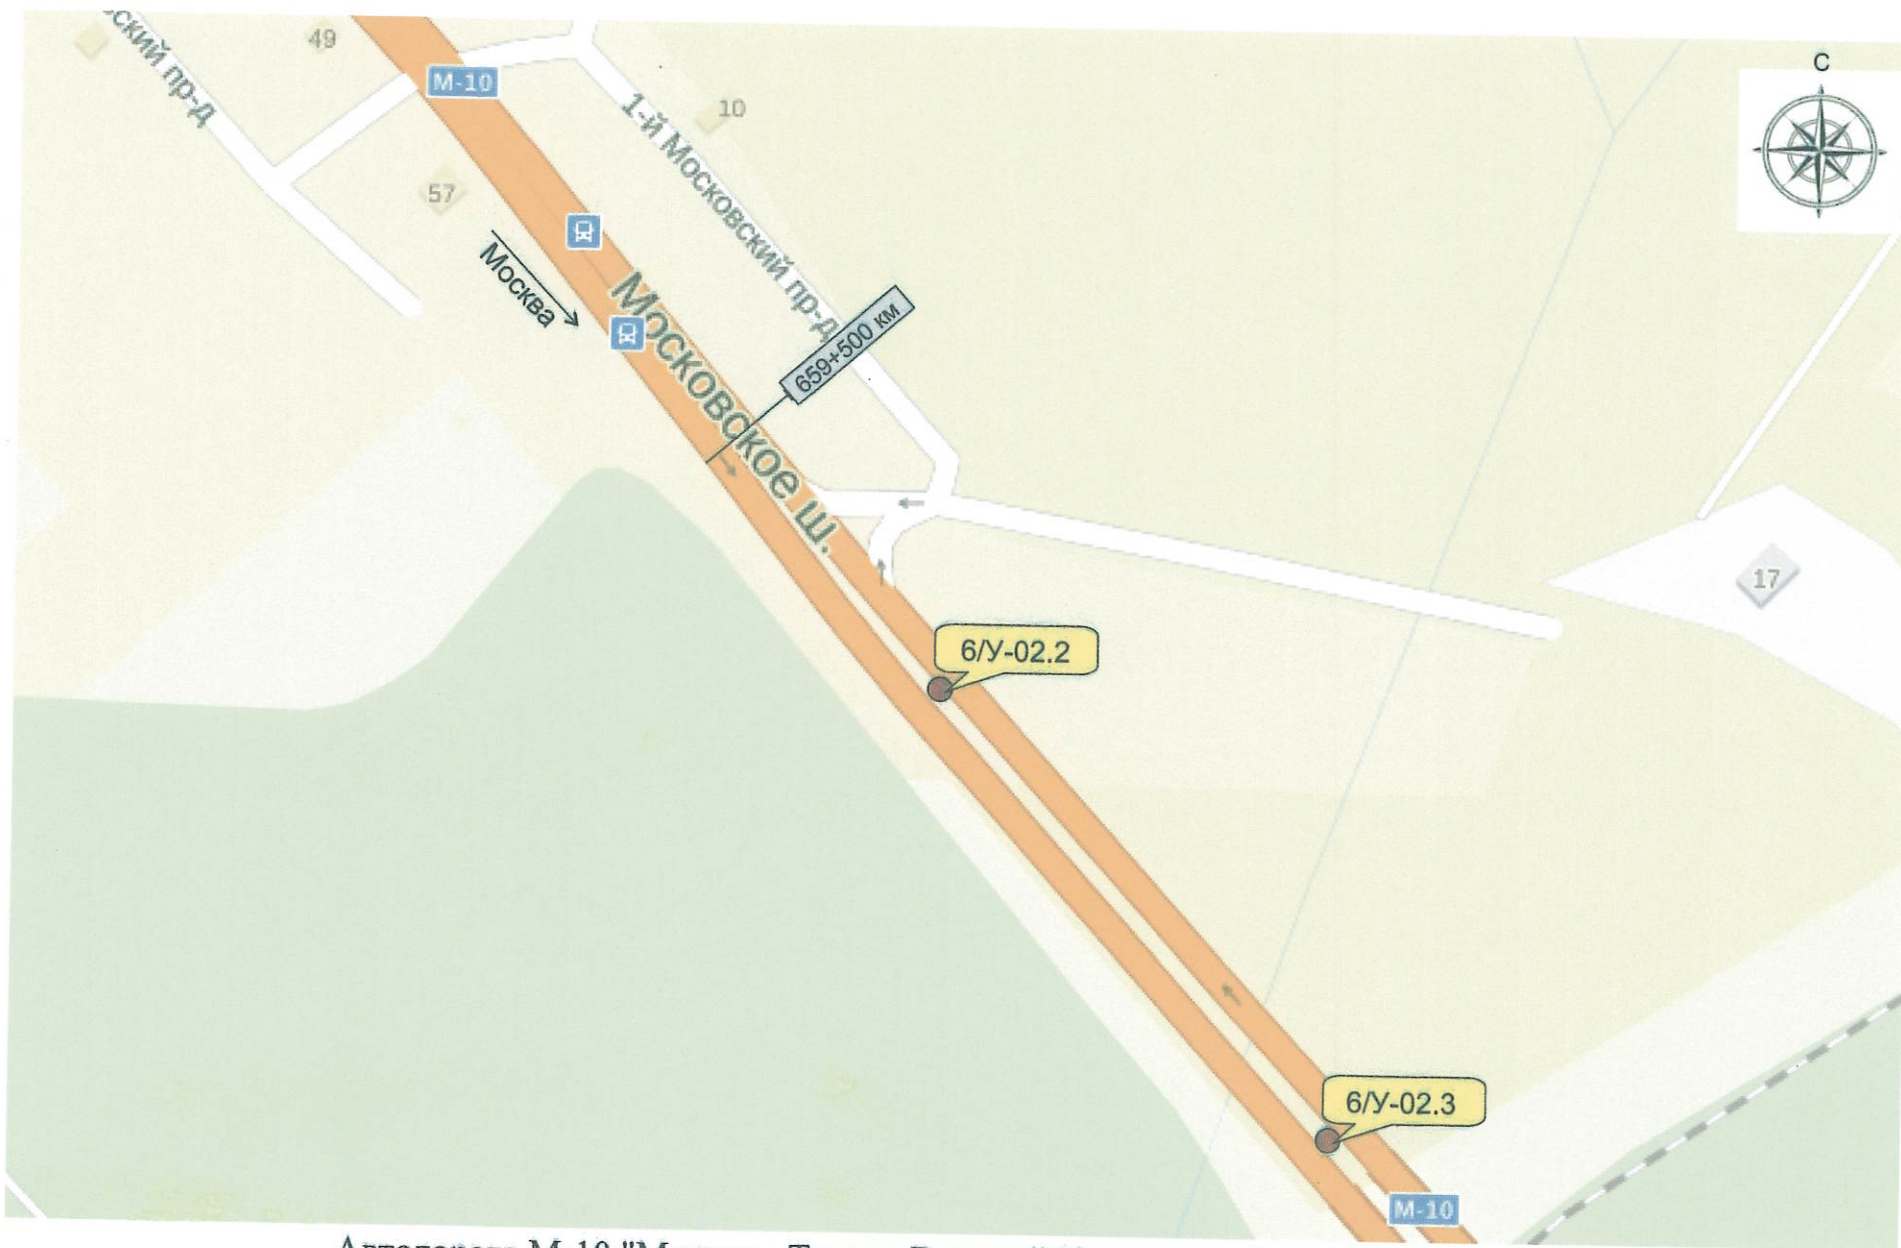 ский пр-д
49
М-10
10
С
1-й Московский пр-д
57
Москва
Московское ш.
659+500 км
17
6/У-02.2
6/У-02.3
М-10
М-10